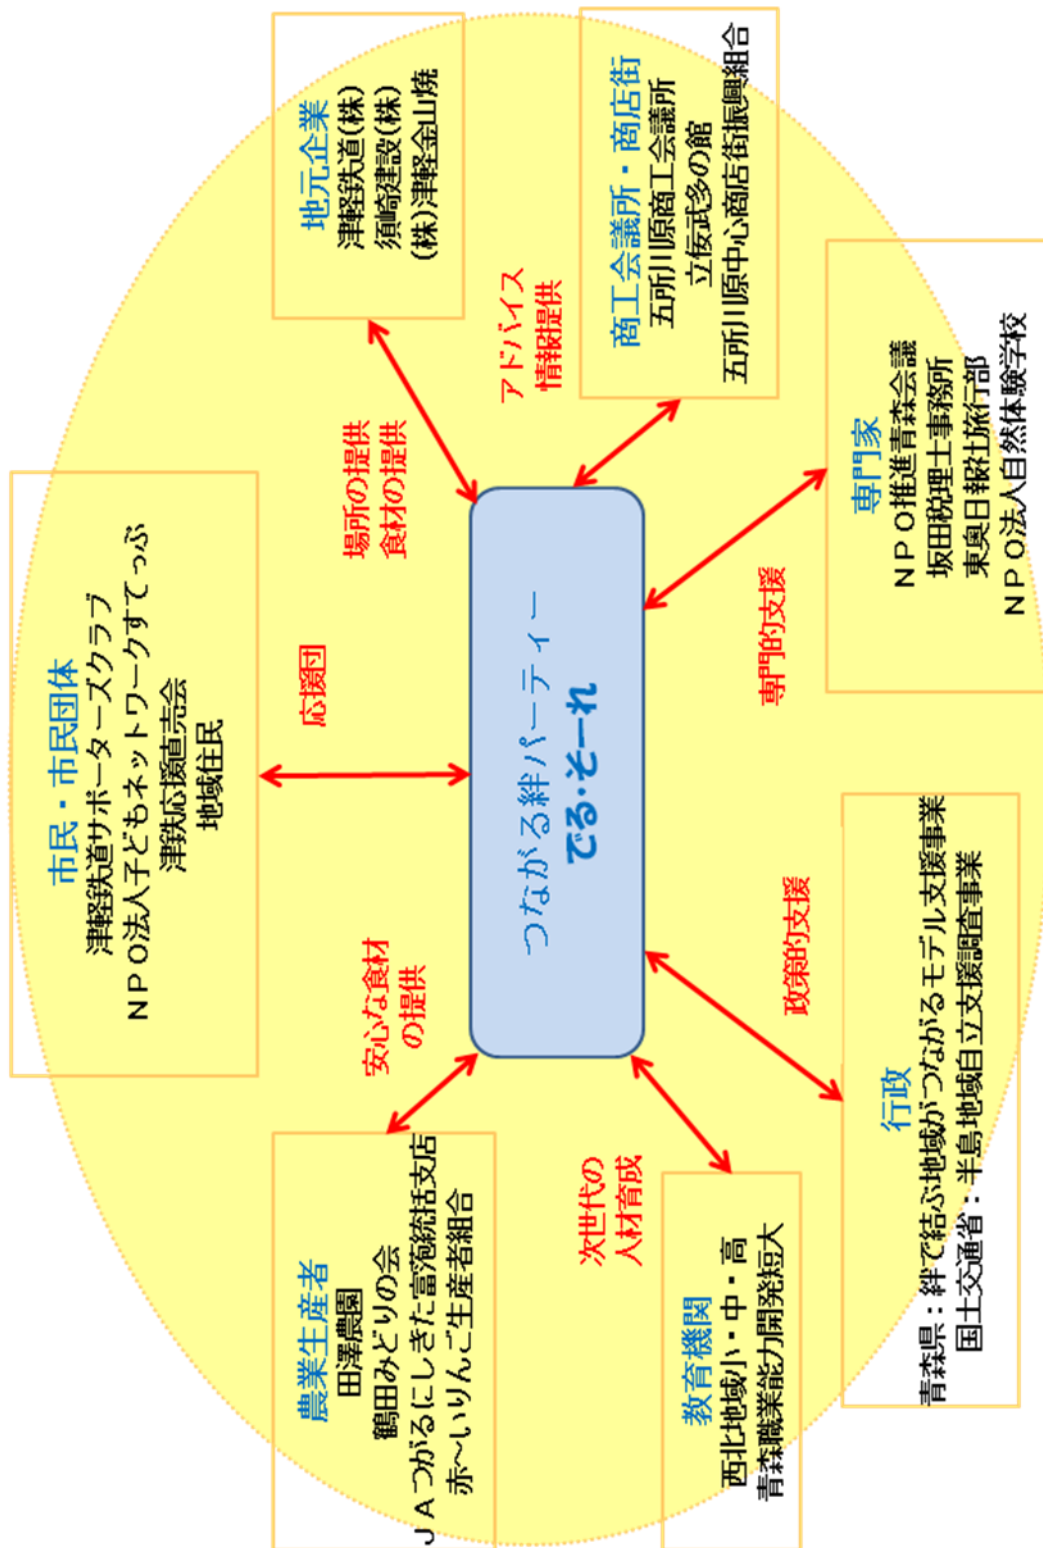 市民・市民団体
津軽鉄道サポーターズクラブ
ＮＰＯ法人子どもネットワークすてっぷ
津鉄応援直売会
地域住民
農業生産者
田澤農園
鶴田みどりの会
ＪＡつがるにしきた富萢統括支店
赤～いりんご生産者組合
地元企業
津軽鉄道(株)
須崎建設(株)
(株)津軽金山焼
安心な食材
の提供
応援団
場所の提供
食材の提供
つながる絆パーティー
でる・そーれ
アドバイス
情報提供
次世代の
人材育成
政策的支援
専門的支援
教育機関
西北地域小・中・高
青森職業能力開発短大
商工会議所・商店街
五所川原商工会議所
立佞武多の館
五所川原中心商店街振興組合
行政
青森県：絆で結ぶ地域がつながるモデル支援事業
国土交通省：半島地域自立支援調査事業
専門家
ＮＰＯ推進青森会議
坂田税理士事務所
東奥日報社旅行部
ＮＰＯ法人自然体験学校